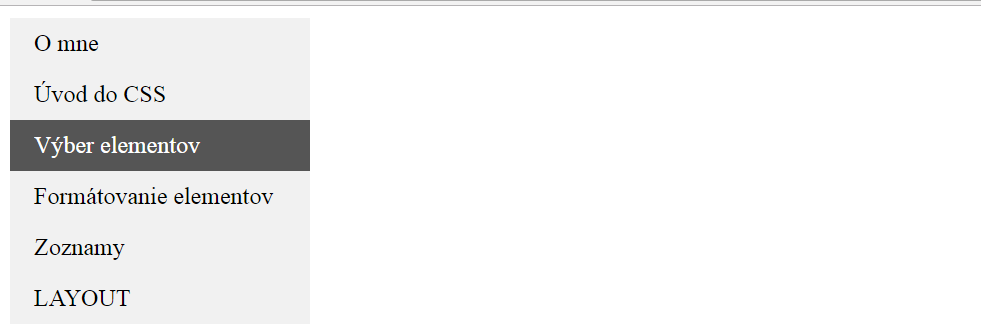 O mne
Úvod do CSS
Výber elementov
Formátovanie elementov
Zoznamy
LAYOUT